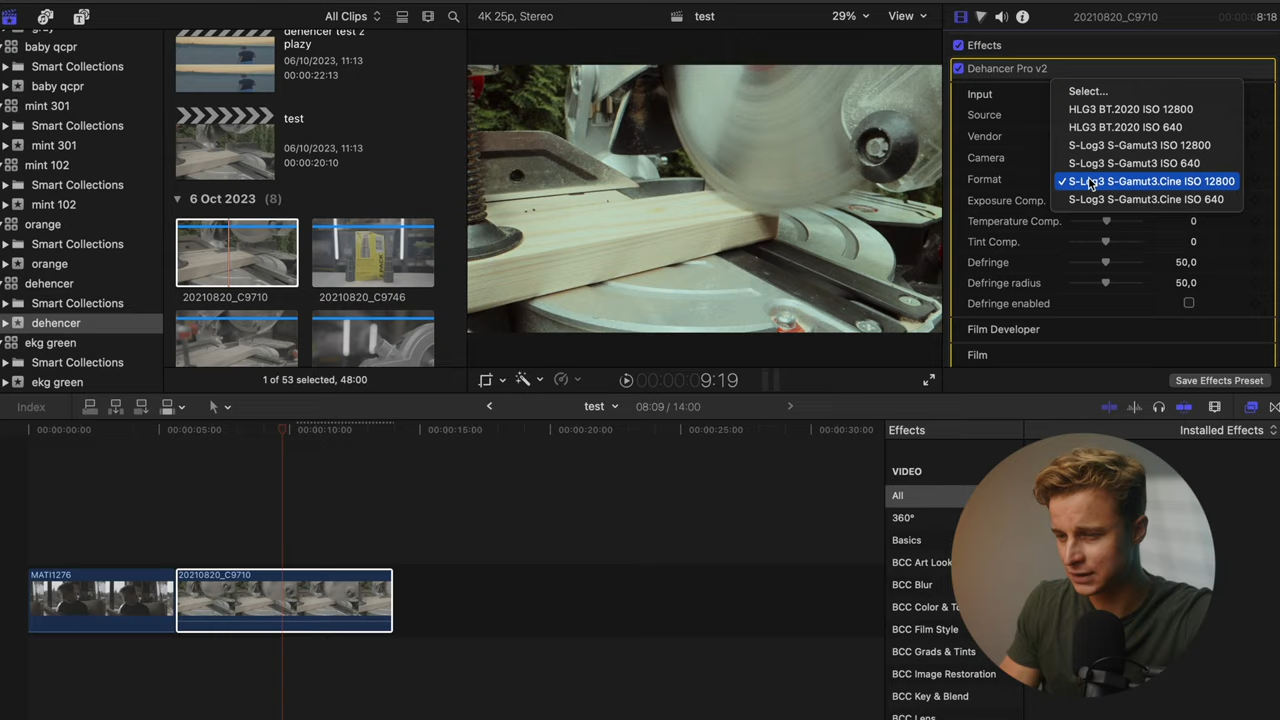 All Clips
4K 25p, Stereo
test
29%
View
20210820_C9710
8:18
baby qcpr
Smart Collections
baby qcpr
mint 301
Smart Collections
mint 301
mint 102
Smart Collections
mint 102
orange
Smart Collections
orange
dehencer
Smart Collections
dehencer
ekg green
Smart Collections
ekg green
dehencer test 2
plazy
06/10/2023, 11:13
00:00:22:13
test
06/10/2023, 11:13
00:00:20:10
6 Oct 2023 (8)
20210820_C9710
20210820_C9746
1 of 53 selected, 48:00
00:00:0 9:19
Effects
Dehancer Pro v2
Input
Source
Vendor
Camera
Format
Select...
HLG3 BT.2020 ISO 12800
HLG3 BT.2020 ISO 640
S-Log3 S-Gamut3 ISO 12800
S-Log3 S-Gamut3 ISO 640
S-Log3 S-Gamut3.Cine ISO 12800
S-Log3 S-Gamut3.Cine ISO 640
Exposure Comp.
Temperature Comp. 0
Tint Comp. 0
Defringe 50,0
Defringe radius 50,0
Defringe enabled
Film Developer
Film
Save Effects Preset
Index
test
08:09 / 14:00
00:00:00:00
00:00:05:00
00:00:10:00
00:00:15:00
00:00:20:00
00:00:25:00
00:00:30:00
MATI1276
20210820_C9710
Effects
Installed Effects
VIDEO
All
360°
Basics
BCC Art Look
BCC Blur
BCC Color & To
BCC Film Style
BCC Grads & Tints
BCC Image Restoration
BCC Key & Blend
BCC Lens